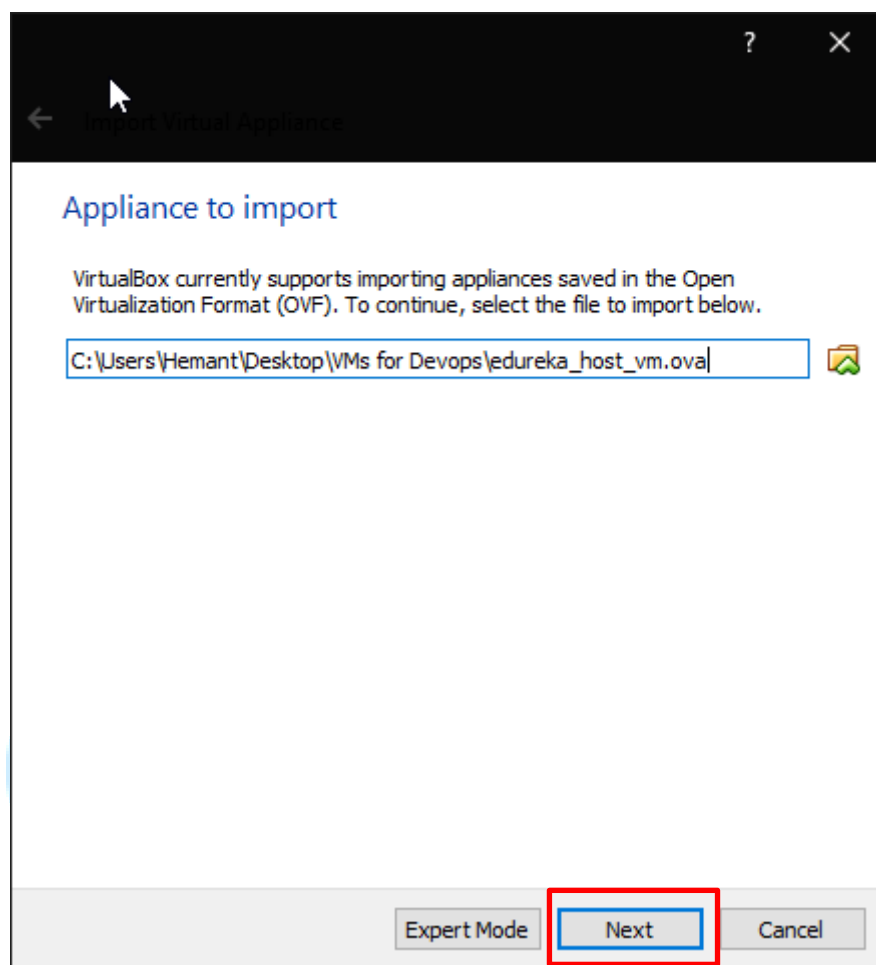 ?
Import Virtual Appliance
Appliance to import
VirtualBox currently supports importing appliances saved in the Open
Virtualization Format (OVF). To continue, select the file to import below.
C:\Users\Hemant\Desktop\VMs for Devops\edureka_host_vm.ova
Expert Mode Next Cancel